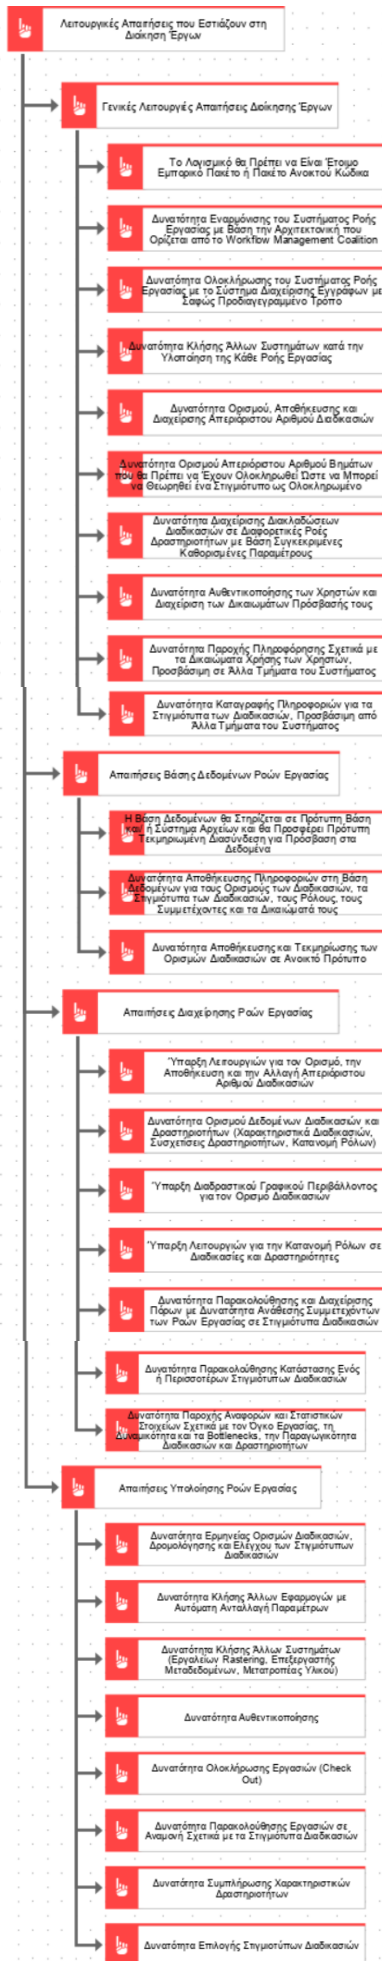 Λειτουργικές Απαιτήσεις που Εστιάζουν στη
Διοίκηση Έργων
Γενικές Λειτουργιές Απαιτήσεις Διοίκησης Έργων
Το Λογισμικό θα Πρέπει να Είναι Έτοιμο
Εμπορικό Πακέτο ή Πακέτο Ανοικτού Κώδικα
Δυνατότητα Εναρμόνισης του Συστήματος Ροής
Εργασίας με Βάση την Αρχιτεκτονική που
Ορίζεται από το Workflow Management Coalition
Δυνατότητα Ολοκλήρωσης του Συστήματος Ροής
Εργασίας με το Σύστημα Διαχείρισης Εγγράφων με
Σαφώς Προδιαγεγραμμένο Τρόπο
Δυνατότητα Κλήσης Άλλων Συστημάτων κατά την
Υλοποίηση της Κάθε Ροής Εργασίας
Δυνατότητα Ορισμού, Αποθήκευσης και
Διαχείρισης Απεριόριστου Αριθμού Διαδικασιών
Δυνατότητα Ορισμού Απεριόριστου Αριθμού Βημάτων
που θα Πρέπει να Έχουν Ολοκληρωθεί Ώστε να Μπορεί
να Θεωρηθεί ένα Στιγμιότυπο ως Ολοκληρωμένο
Δυνατότητα Διαχείρισης Διακλαδώσεων
Διαδικασιών σε Διαφορετικές Ροές
Δραστηριοτήτων με Βάση Συγκεκριμένες
Καθορισμένες Παραμέτρους
Δυνατότητα Αυθεντικοποίησης των Χρηστών και
Διαχείριση των Δικαιωμάτων Πρόσβασής τους
Δυνατότητα Παροχής Πληροφόρησης Σχετικά με
τα Δικαιώματα Χρήσης των Χρηστών,
Προσβάσιμη σε Άλλα Τμήματα του Συστήματος
Δυνατότητα Καταγραφής Πληροφοριών για τα
Στιγμιότυπα των Διαδικασιών, Προσβάσιμη από
Άλλα Τμήματα του Συστήματος
Απαιτήσεις Βάσης Δεδομένων Ροών Εργασίας
Η Βάση Δεδομένων θα Στηρίζεται σε Πρότυπη Βάση
και/ ή Σύστημα Αρχείων και θα Προσφέρει Πρότυπη
Τεκμηριωμένη Διασύνδεση για Πρόσβαση στα
Δεδομένα
Δυνατότητα Αποθήκευσης Πληροφοριών στη Βάση
Δεδομένων για τους Ορισμούς των Διαδικασιών, τα
Στιγμιότυπα των Διαδικασιών, τους Ρόλους, τους
Συμμετέχοντες και τα Δικαιώματά τους
Δυνατότητα Αποθήκευσης και Τεκμηρίωσης των
Ορισμών Διαδικασιών σε Ανοικτό Πρότυπο
Απαιτήσεις Διαχείρησης Ροών Εργασίας
Ύπαρξη Λειτουργιών για τον Ορισμό, την
Αποθήκευση και την Αλλαγή Απεριόριστου
Αριθμού Διαδικασιών
Δυνατότητα Ορισμού Δεδομένων Διαδικασιών και
Δραστηριοτήτων (Χαρακτηριστικά Διαδικασιών,
Συσχετίσεις Δραστηριοτήτων, Κατανομή Ρόλων)
Ύπαρξη Διαδραστικού Γραφικού Περιβάλλοντος
για τον Ορισμό Διαδικασιών
Ύπαρξη Λειτουργιών για την Κατανομή Ρόλων σε
Διαδικασίες και Δραστηριότητες
Δυνατότητα Παρακολούθησης και Διαχείρισης
Πόρων με Δυνατότητα Ανάθεσης Συμμετεχόντων
των Ροών Εργασίας σε Στιγμιότυπα Διαδικασιών
Δυνατότητα Παρακολούθησης Κατάστασης Ενός
ή Περισσοτέρων Στιγμιοτύπων Διαδικασιών
Δυνατότητα Παροχής Αναφορών και Στατιστικών
Στοιχείων Σχετικά με τον Όγκο Εργασίας, τη
Δυναμικότητα και τα Bottlenecks, την Παραγωγικότητα
Διαδικασιών και Δραστηριοτήτων
Απαιτήσεις Υπολοίησης Ροών Εργασίας
Δυνατότητα Ερμηνείας Ορισμών Διαδικασιών,
Δρομολόγησης και Ελέγχου των Στιγμιότυπων
Διαδικασιών
Δυνατότητα Κλήσης Άλλων Εφαρμογών με
Αυτόματη Ανταλλαγή Παραμέτρων
Δυνατότητα Κλήσης Άλλων Συστημάτων
(Εργαλείων Rastering, Επεξεργαστής
Μεταδεδομένων, Μετατροπέας Υλικού)
Δυνατότητα Αυθεντικοποίησης
Δυνατότητα Ολοκλήρωσης Εργασιών (Check
Out)
Δυνατότητα Παρακολούθησης Εργασιών σε
Αναμονή Σχετικά με τα Στιγμιότυπα Διαδικασιών
Δυνατότητα Συμπλήρωσης Χαρακτηριστικών
Δραστηριοτήτων
Δυνατότητα Επιλογής Στιγμιοτύπων Διαδικασιών